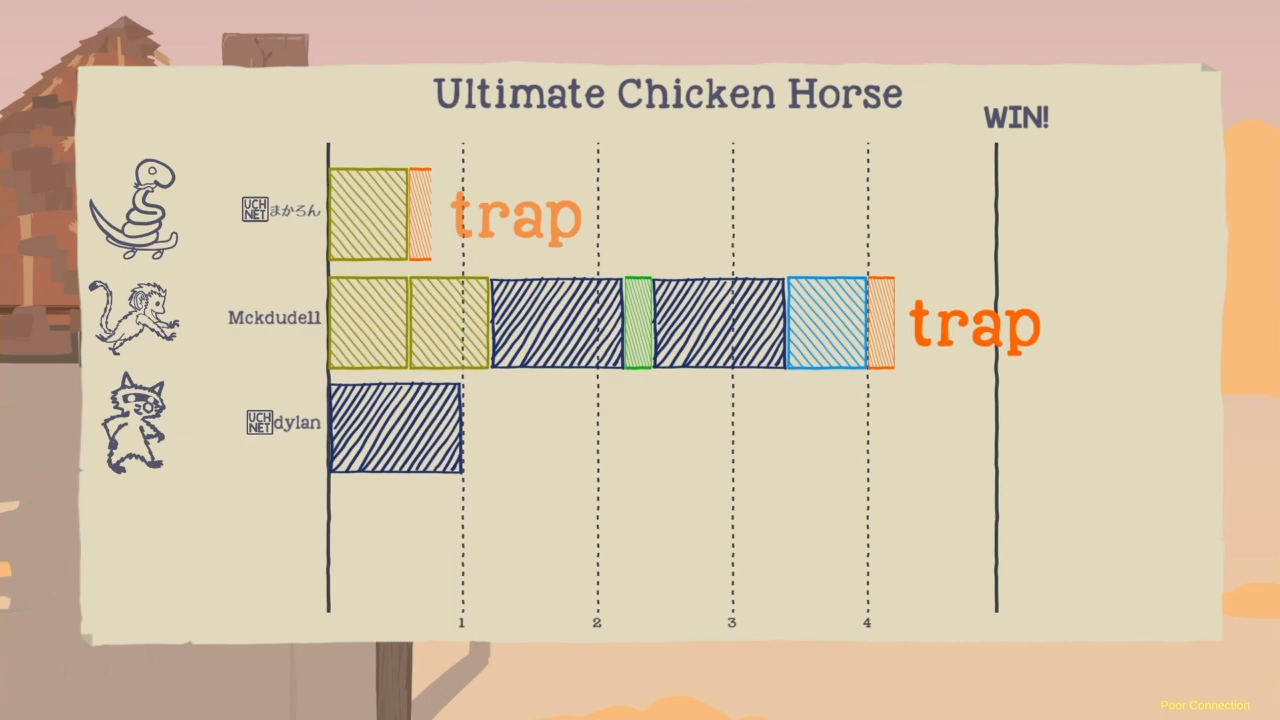 Ultimate Chicken Horse
WIN!
UCH NET まかろん
trap
Mckdudell
trap
UCH NET dylan
1 2 3 4
Poor Connection